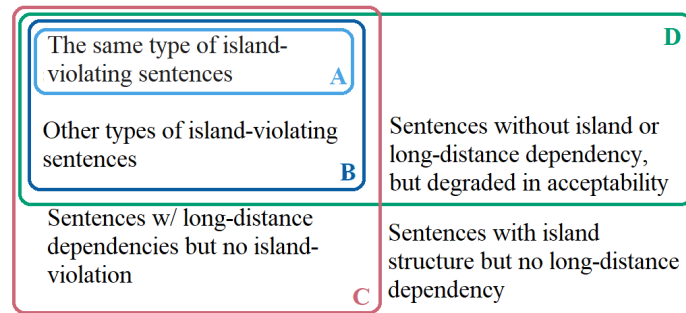 The same type of island-
violating sentences
A
D
Other types of island-violating
sentences
B
Sentences without island or
long-distance dependency,
but degraded in acceptability
Sentences w/ long-distance
dependencies but no island-
violation
C
Sentences with island
structure but no long-distance
dependency